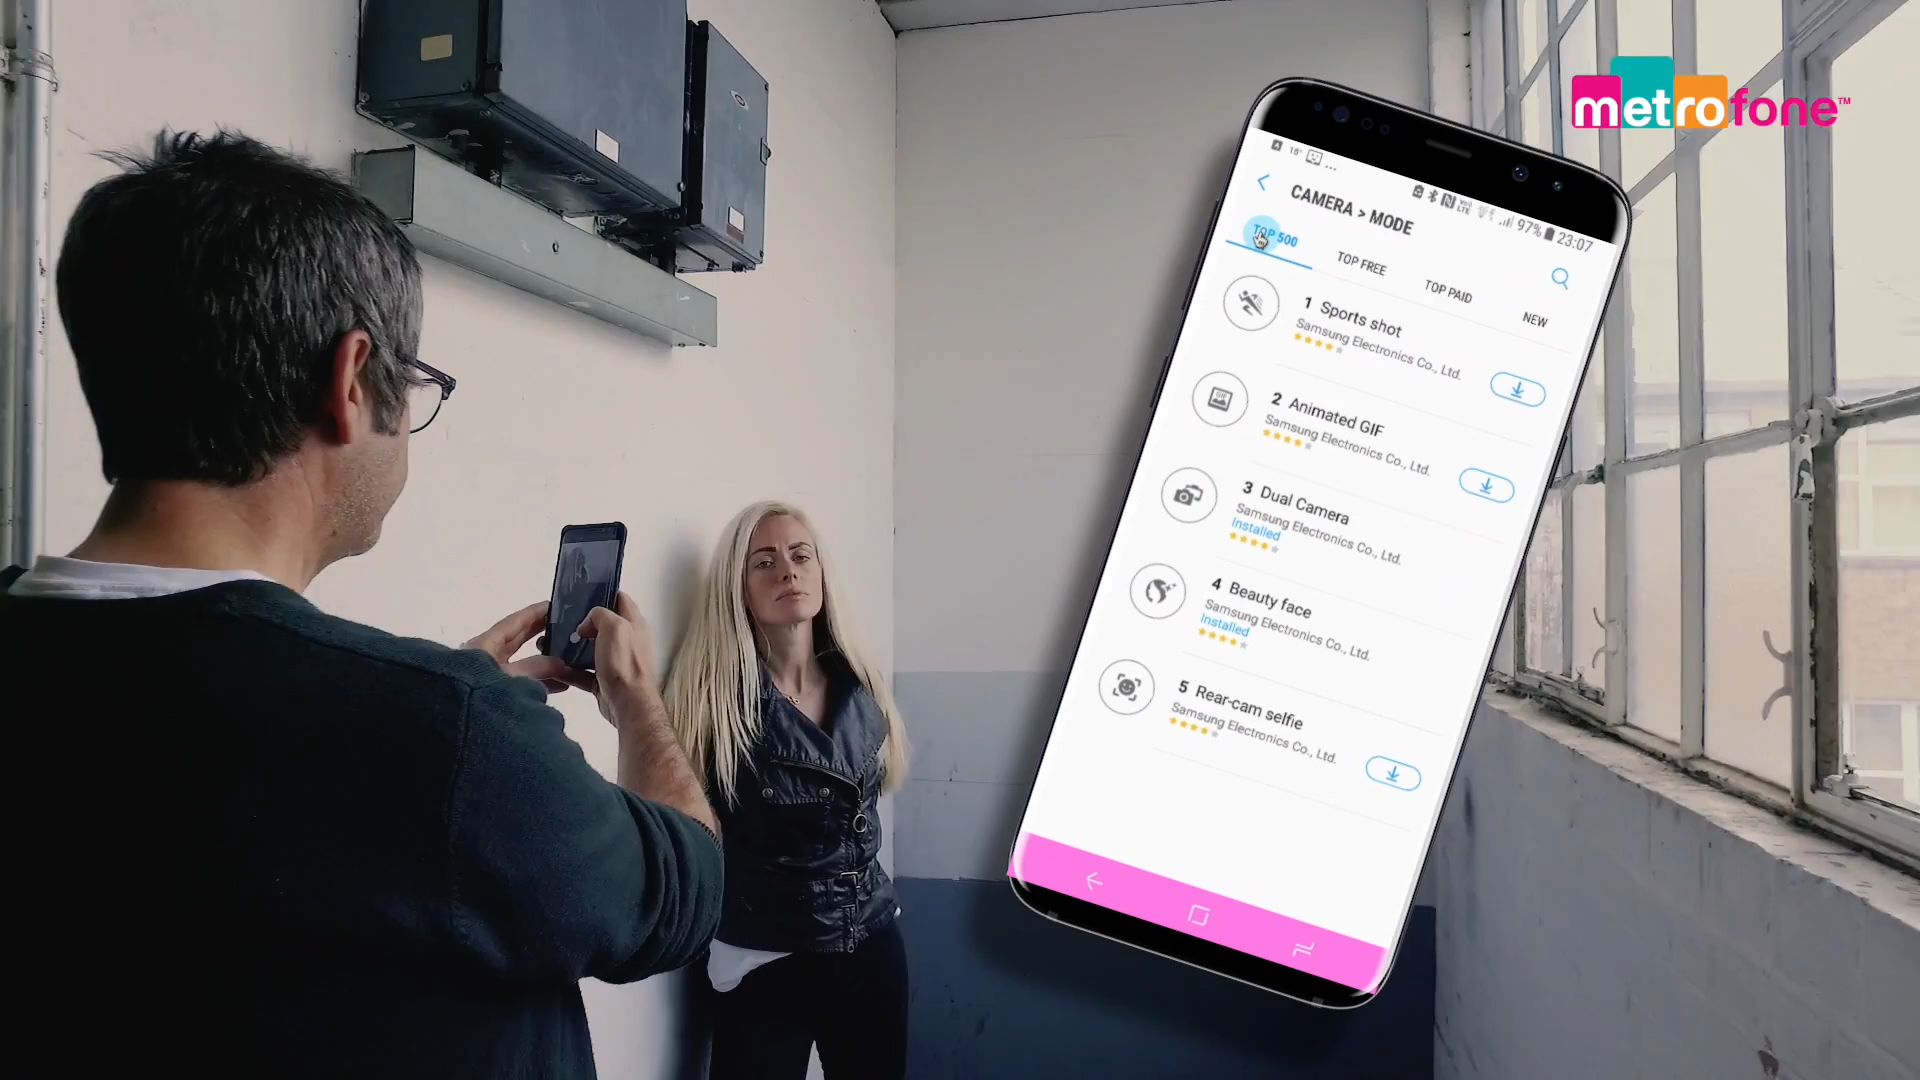 metrofone™
18°
...
97% 23:07
CAMERA > MODE
TOP 500
TOP FREE
TOP PAID
NEW
1 Sports shot
Samsung Electronics Co., Ltd.
2 Animated GIF
Samsung Electronics Co., Ltd.
3 Dual Camera
Samsung Electronics Co., Ltd.
Installed
4 Beauty face
Samsung Electronics Co., Ltd.
Installed
5 Rear-cam selfie
Samsung Electronics Co., Ltd.